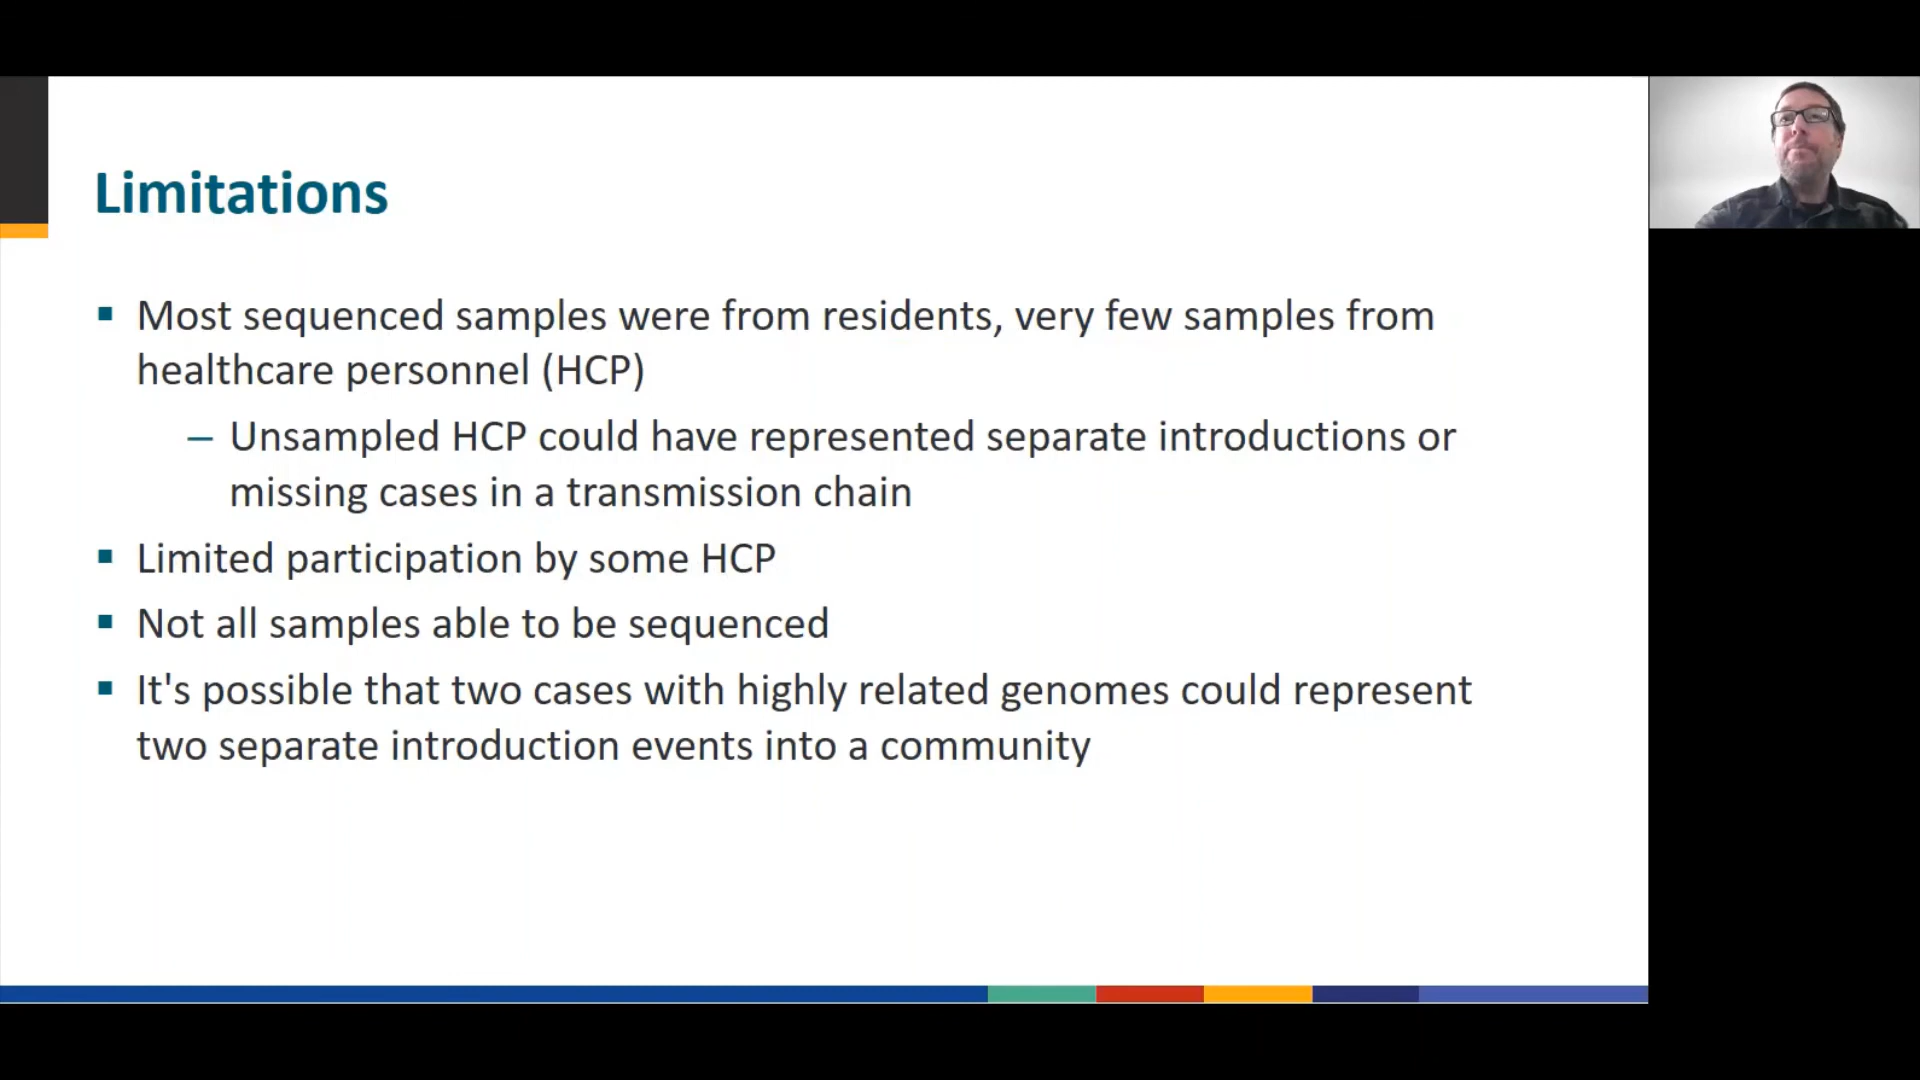 Limitations
▪ Most sequenced samples were from residents, very few samples from
healthcare personnel (HCP)
– Unsampled HCP could have represented separate introductions or
missing cases in a transmission chain
▪ Limited participation by some HCP
▪ Not all samples able to be sequenced
▪ It's possible that two cases with highly related genomes could represent
two separate introduction events into a community